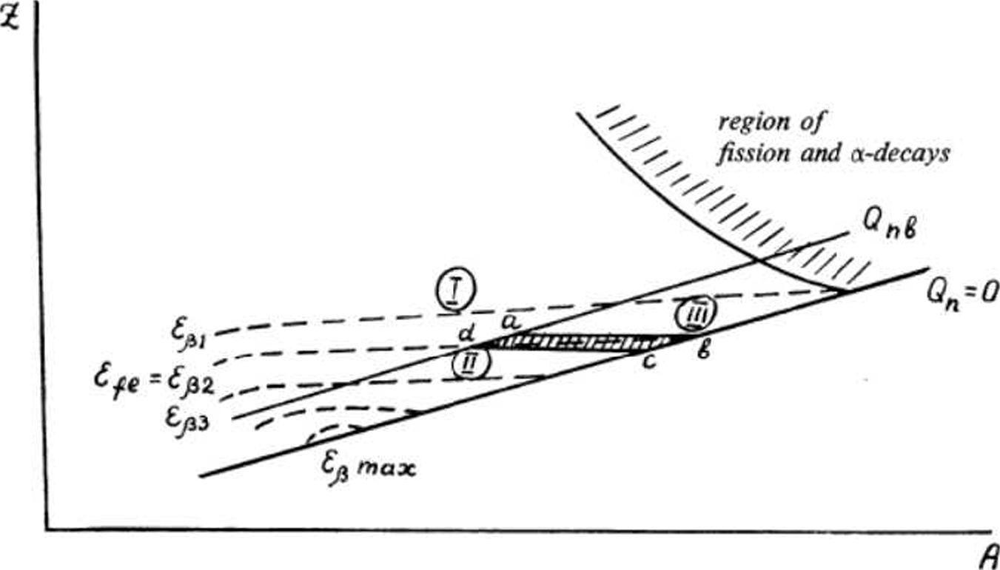 Z
region of
fission and α-decays
Q_nb
Q_n=0
I
III
ε_β1
a
d
b
II
c
ε_fe = ε_β2
ε_β3
ε_β max
A